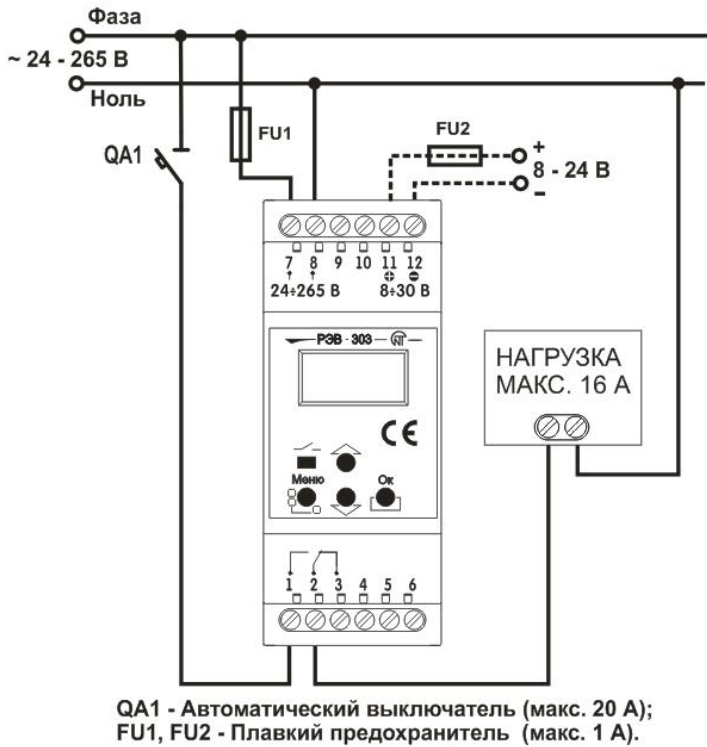 Фаза
~ 24 - 265 В
Ноль
QA1
FU1
FU2
+
8 - 24 В
-
7 8 9 10 11 12
24÷265 В 8÷30 В
РЭВ - 303 NT
CE
НАГРУЗКА
МАКС. 16 А
Меню Ок
1 2 3 4 5 6
QA1 - Автоматический выключатель (макс. 20 А);
FU1, FU2 - Плавкий предохранитель (макс. 1 А).